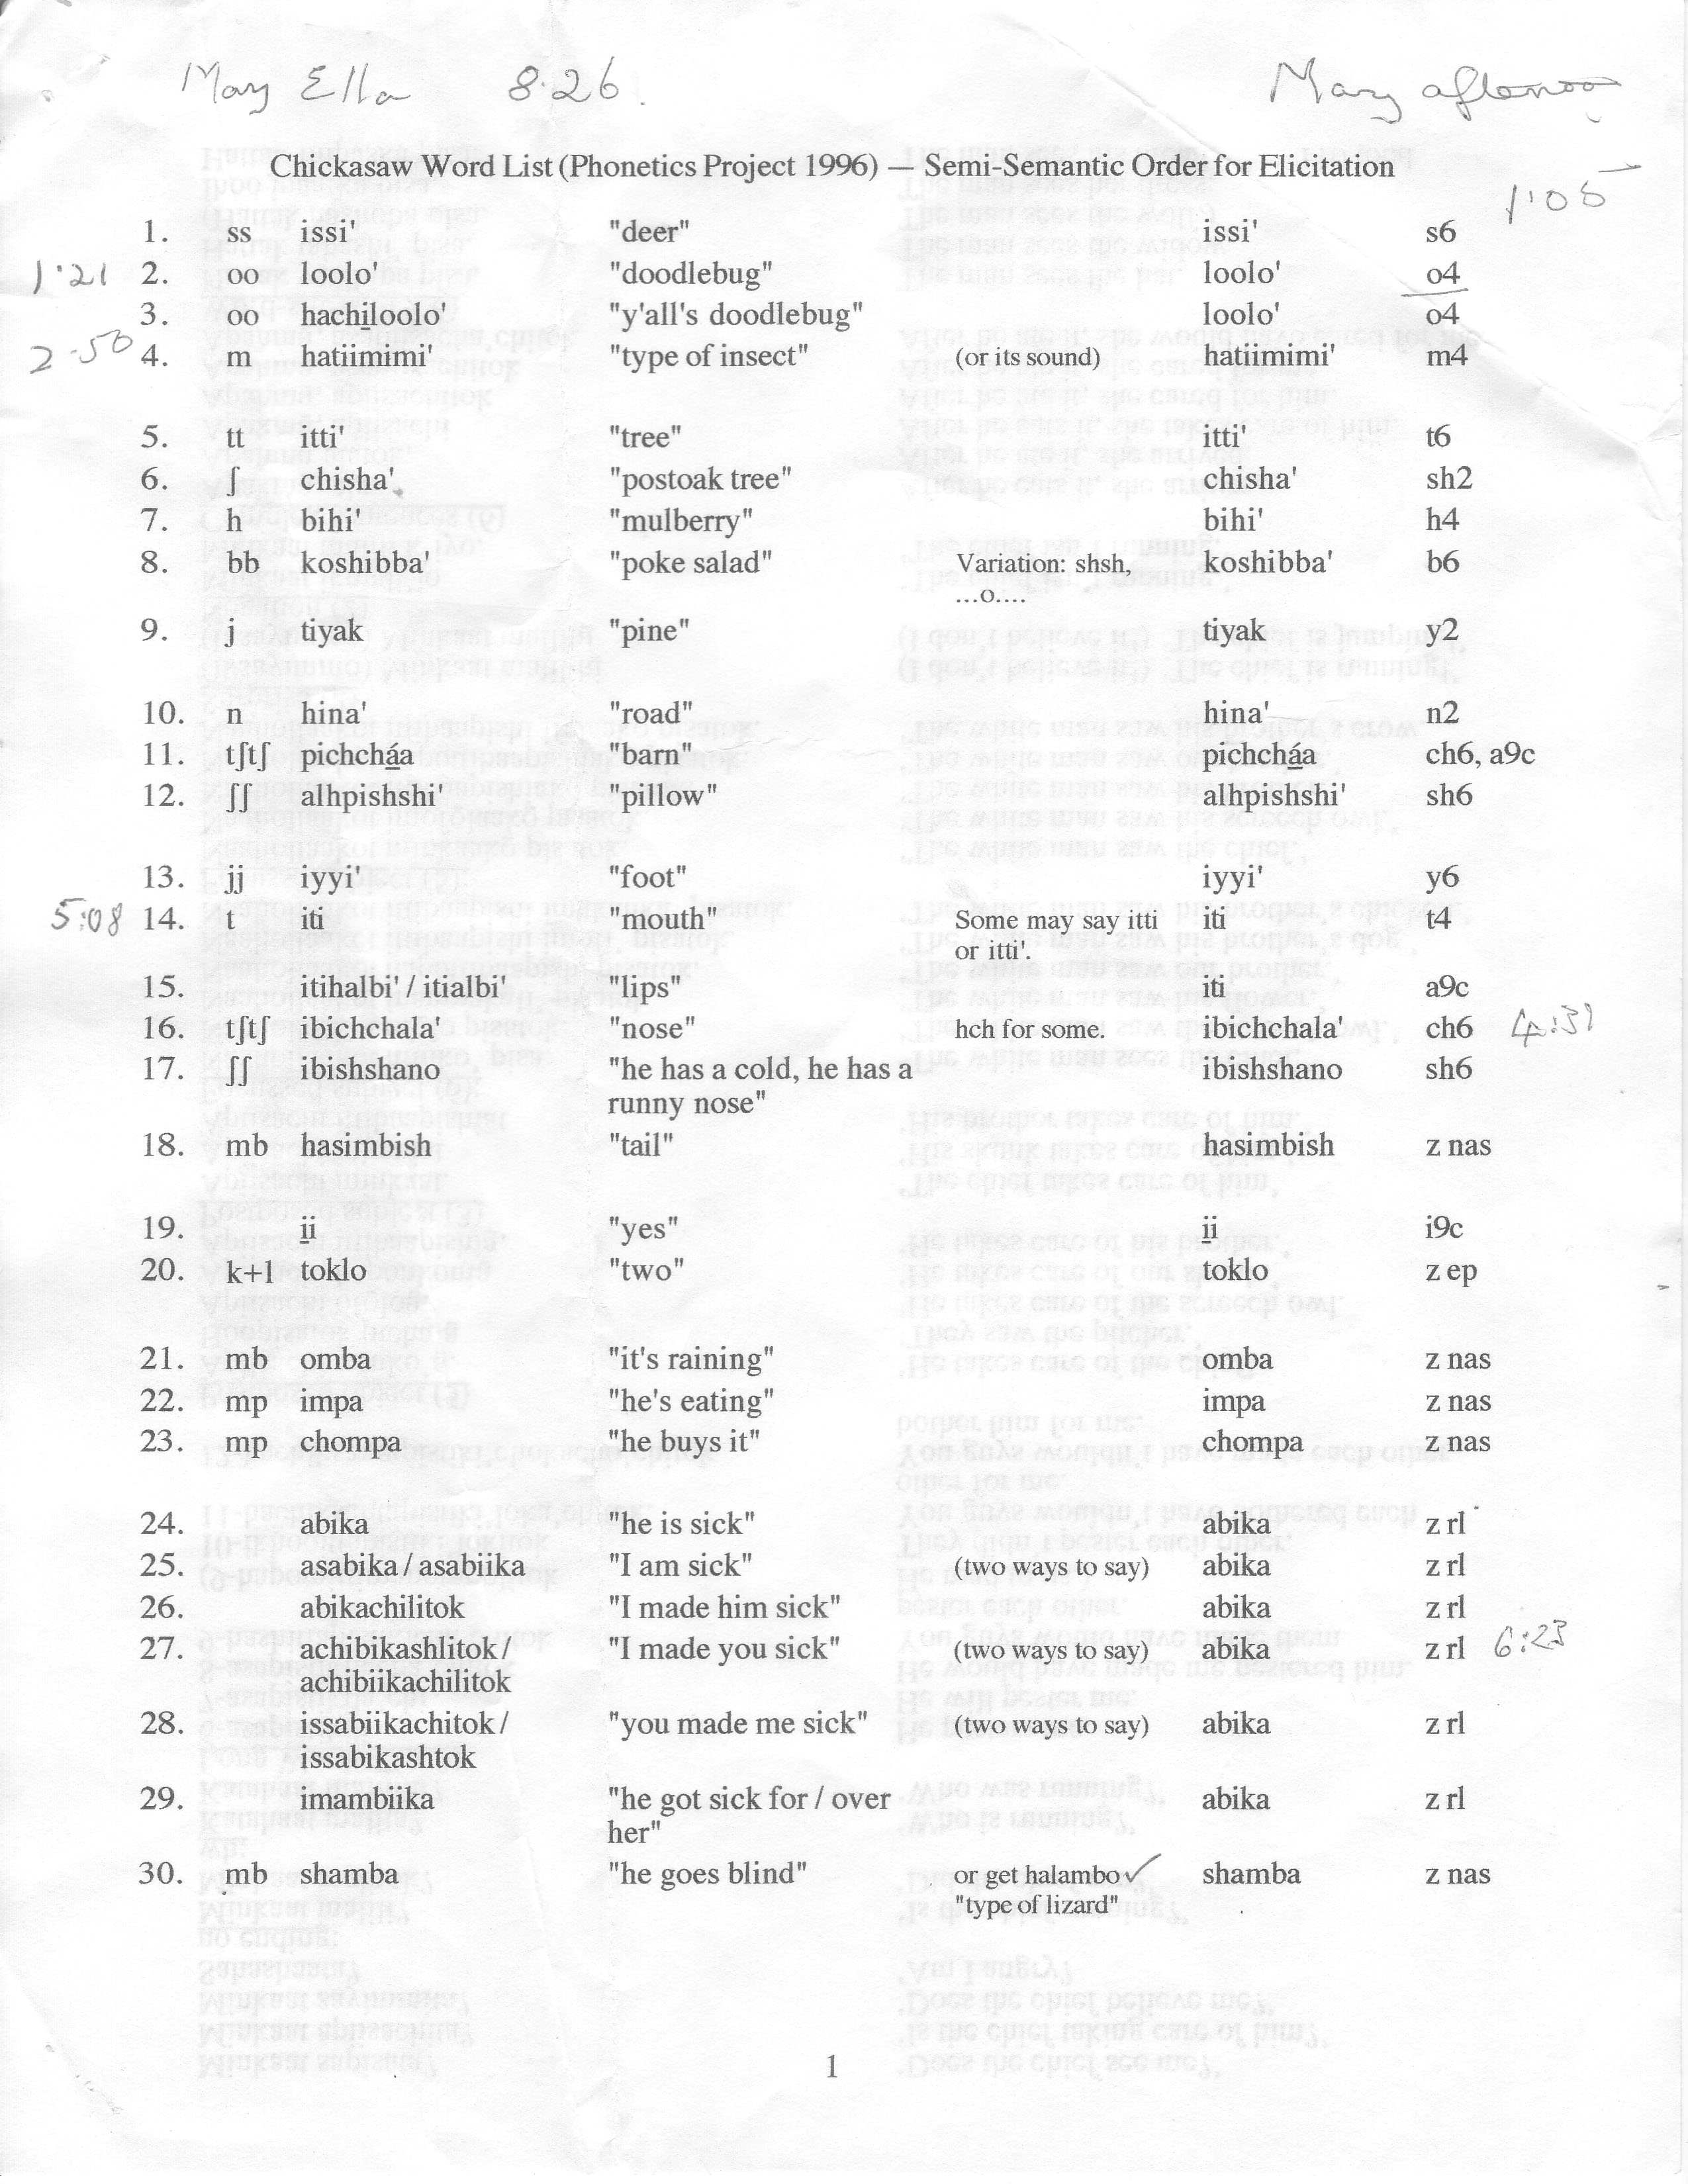 May Ella 8:26. Mary afternoon
Chickasaw Word List (Phonetics Project 1996) — Semi-Semantic Order for Elicitation
1:05
1. ss issi' "deer" issi' s6
1:21 2. oo loolo' "doodlebug" loolo' o4
3. oo hachi̲loolo' "y'all's doodlebug" loolo' o4
2:50 4. m hatiimimi' "type of insect" (or its sound) hatiimimi' m4
5. tt itti' "tree" itti' t6
6. ʃ chisha' "postoak tree" chisha' sh2
7. h bihi' "mulberry" bihi' h4
8. bb koshibba' "poke salad" Variation: shsh, koshibba' b6
...o....
9. j tiyak "pine" tiyak y2
10. n hina' "road" hina' n2
11. tʃtʃ pichchá̲a "barn" pichchá̲a ch6, a9c
12. ʃʃ alhpishshi' "pillow" alhpishshi' sh6
13. jj iyyi' "foot" iyyi' y6
5:08 14. t iti "mouth" Some may say itti iti t4
or itti'.
15. itihalbi' / itialbi' "lips" iti a9c
16. tʃtʃ ibichchala' "nose" hch for some. ibichchala' ch6 4:31
17. ʃʃ ibishshano "he has a cold, he has a ibishshano sh6
runny nose"
18. mb hasimbish "tail" hasimbish z nas
19. i̲i "yes" i̲i i9c
20. k+l toklo "two" toklo z ep
21. mb omba "it's raining" omba z nas
22. mp impa "he's eating" impa z nas
23. mp chompa "he buys it" chompa z nas
24. abika "he is sick" abika z rl
25. asabika / asabiika "I am sick" (two ways to say) abika z rl
26. abikachilitok "I made him sick" abika z rl
27. achibikashlitok / "I made you sick" (two ways to say) abika z rl 6:23
achibiikachilitok
28. issabiikachitok / "you made me sick" (two ways to say) abika z rl
issabikashtok
29. imambiika "he got sick for / over abika z rl
her"
30. mb shamba "he goes blind" or get halambo ✓ shamba z nas
"type of lizard"
1